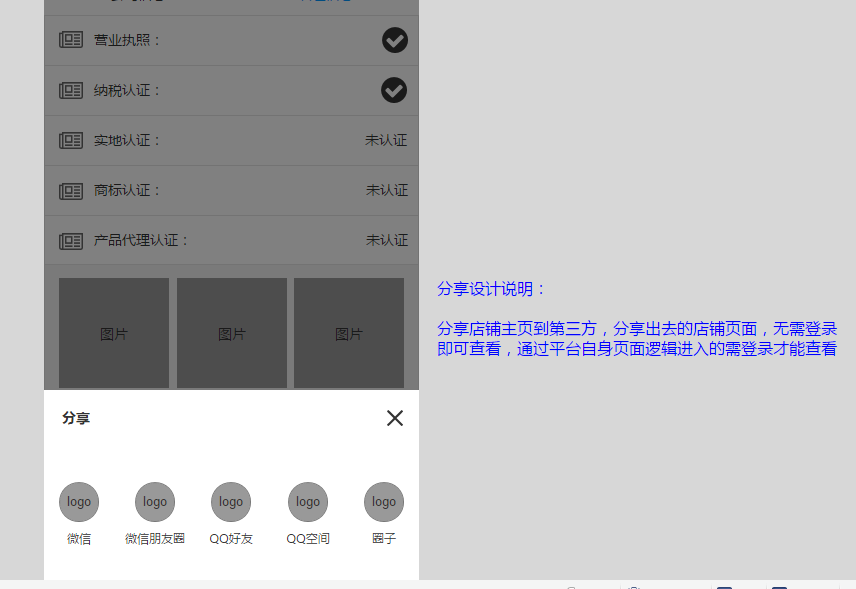 营业执照：
纳税认证：
实地认证： 未认证
商标认证： 未认证
产品代理认证： 未认证
图片 图片 图片
分享设计说明：
分享店铺主页到第三方，分享出去的店铺页面，无需登录
即可查看，通过平台自身页面逻辑进入的需登录才能查看
分享
logo logo logo logo logo
微信 微信朋友圈 QQ好友 QQ空间 圈子